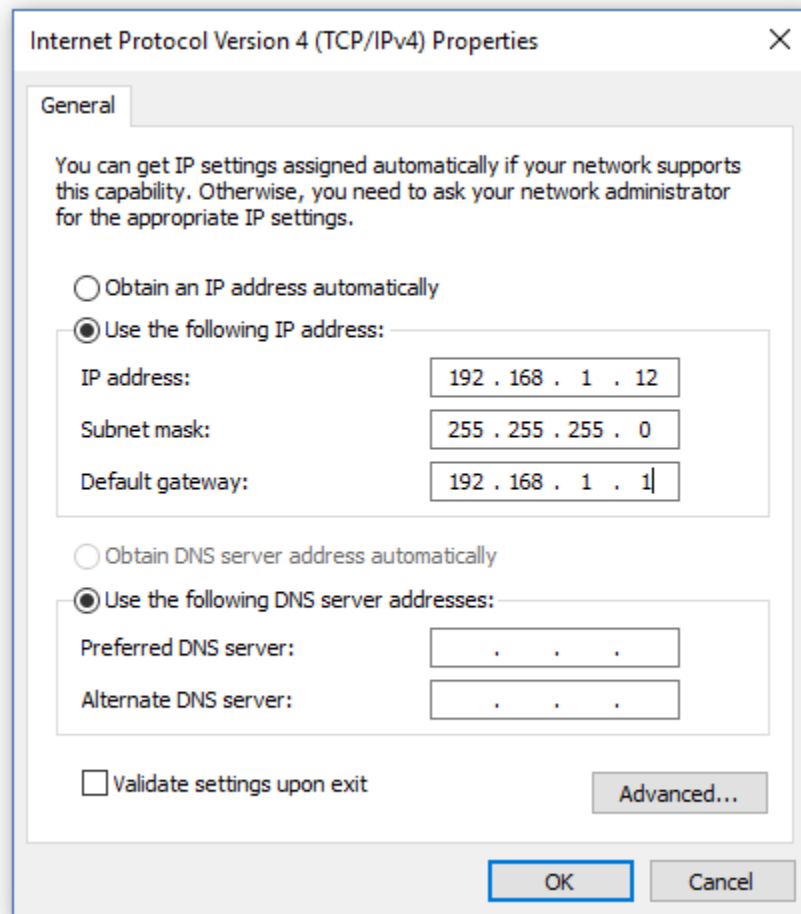 Internet Protocol Version 4 (TCP/IPv4) Properties
General
You can get IP settings assigned automatically if your network supports
this capability. Otherwise, you need to ask your network administrator
for the appropriate IP settings.
Obtain an IP address automatically
Use the following IP address:
IP address: 192 . 168 . 1 . 12
Subnet mask: 255 . 255 . 255 . 0
Default gateway: 192 . 168 . 1 . 1
Obtain DNS server address automatically
Use the following DNS server addresses:
Preferred DNS server: . . .
Alternate DNS server: . . .
Validate settings upon exit
Advanced...
OK Cancel